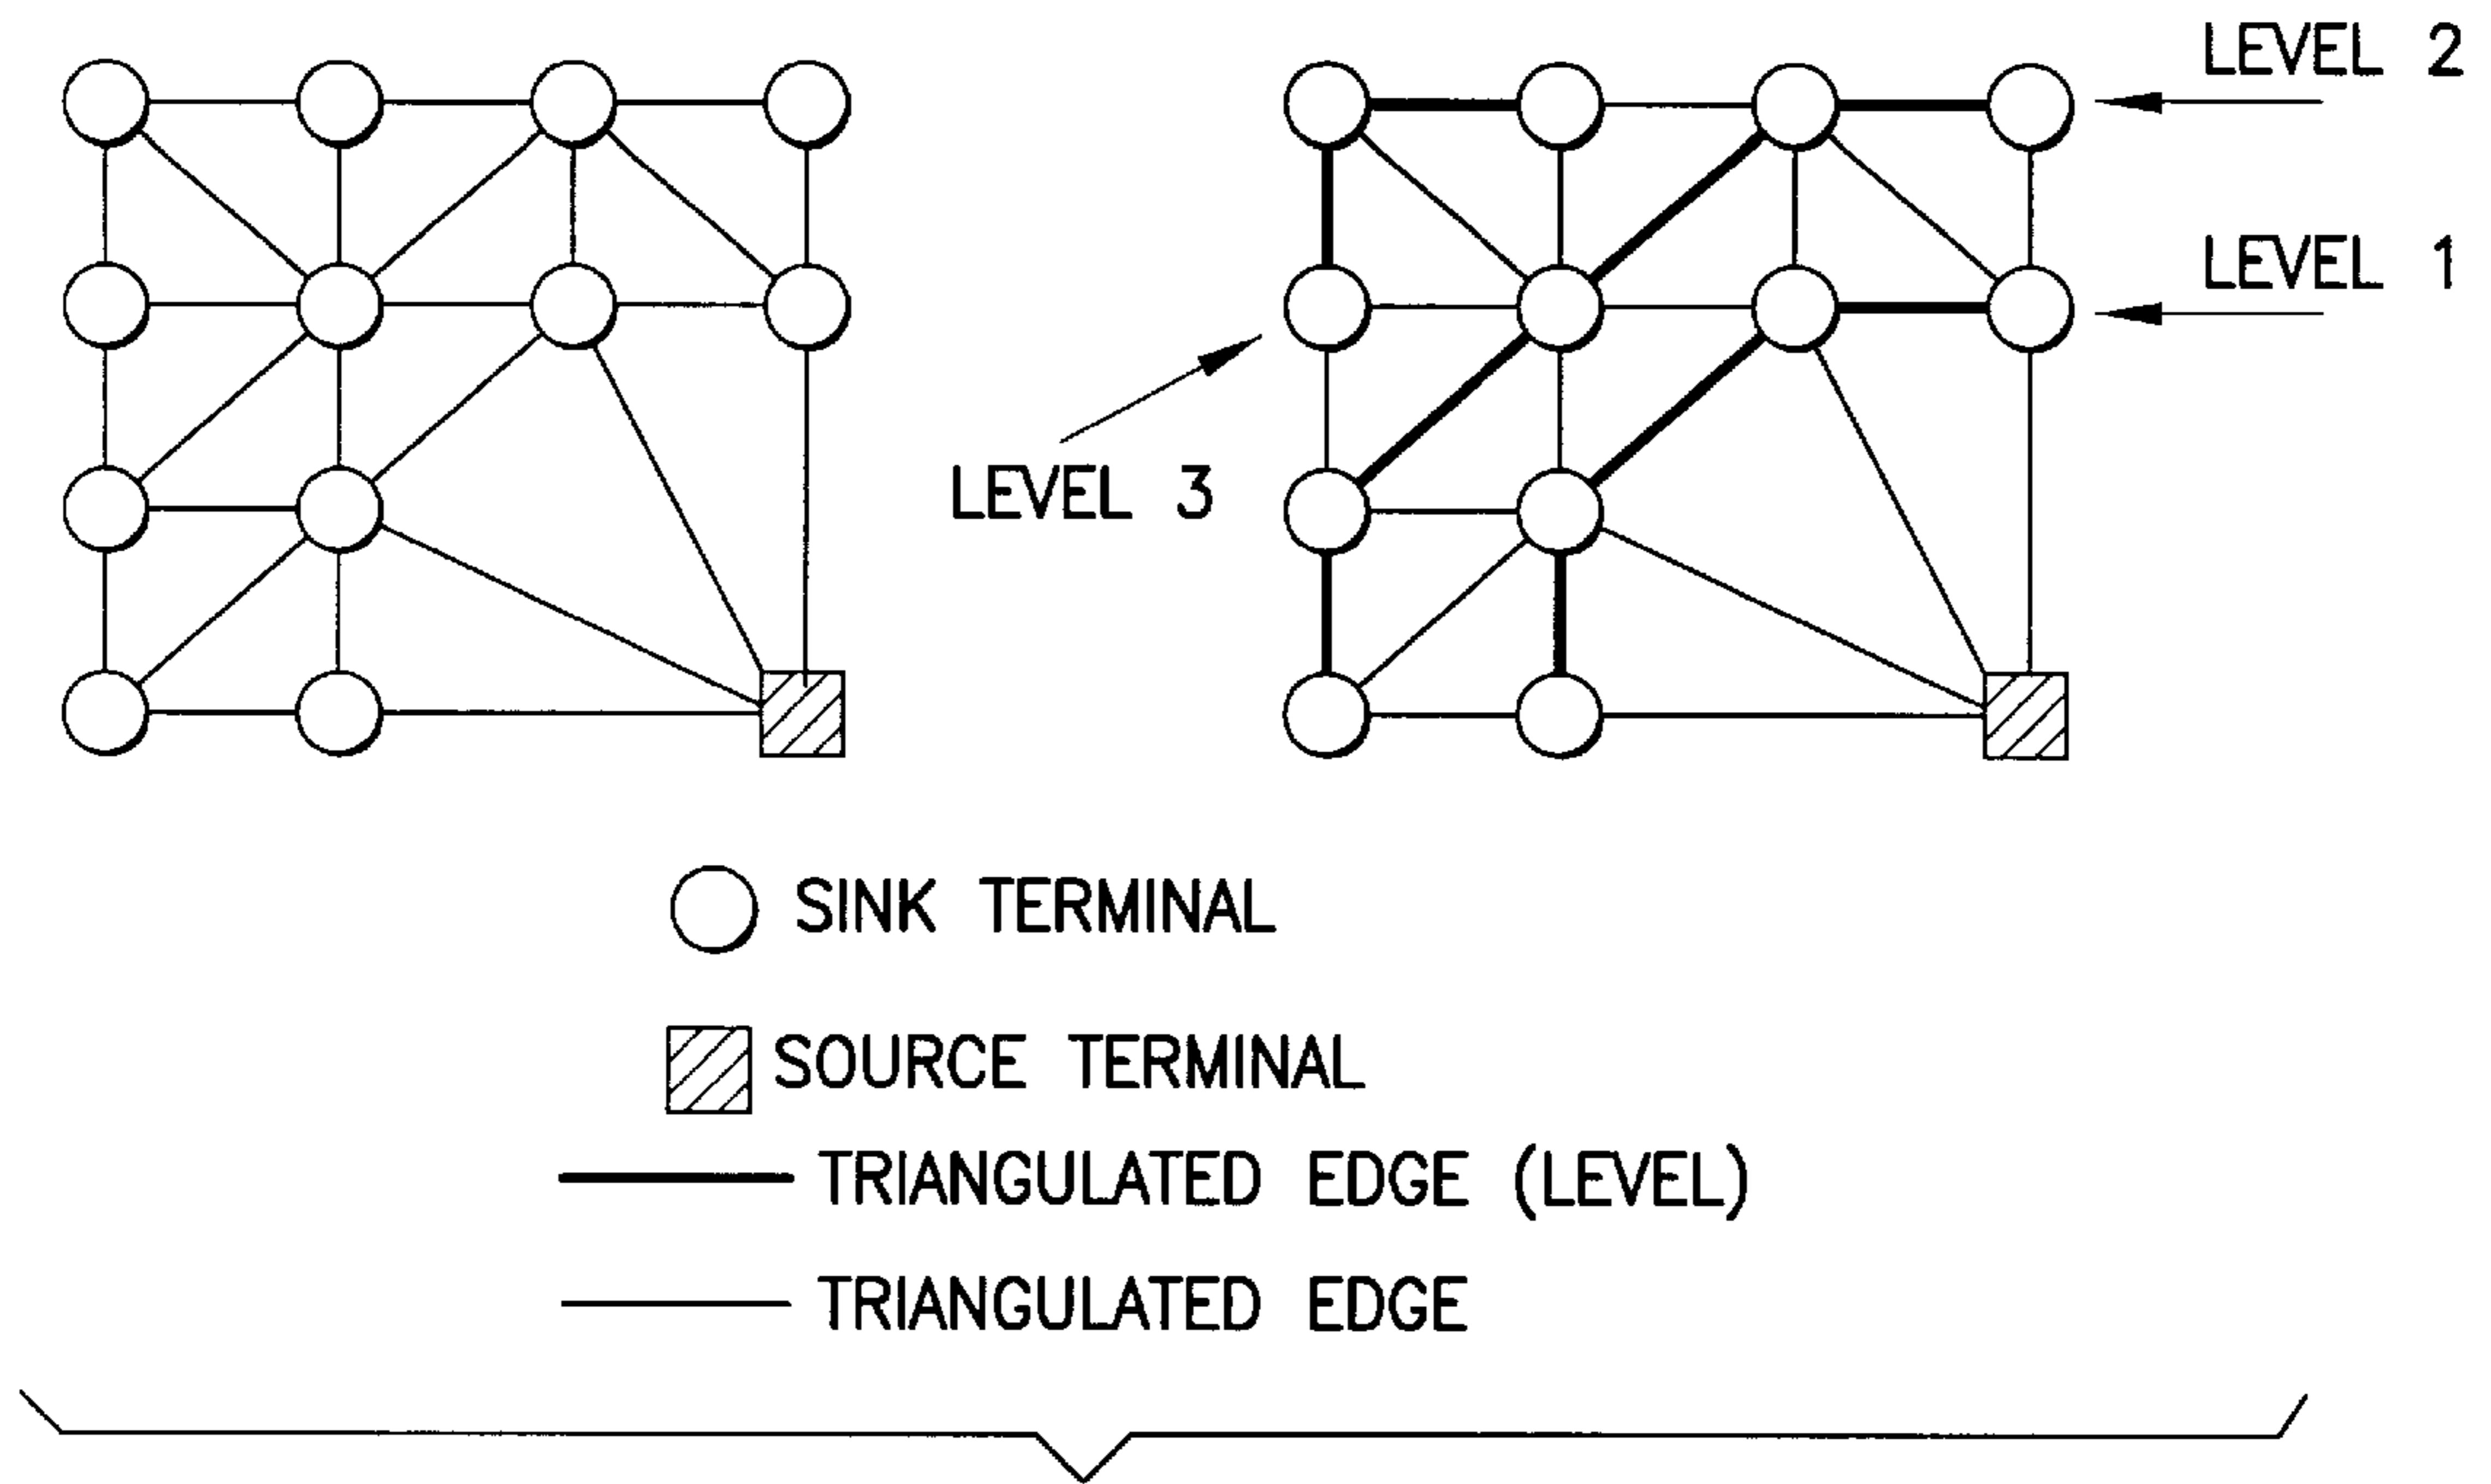 LEVEL 2
LEVEL 1
LEVEL 3
SINK TERMINAL
SOURCE TERMINAL
TRIANGULATED EDGE (LEVEL)
TRIANGULATED EDGE